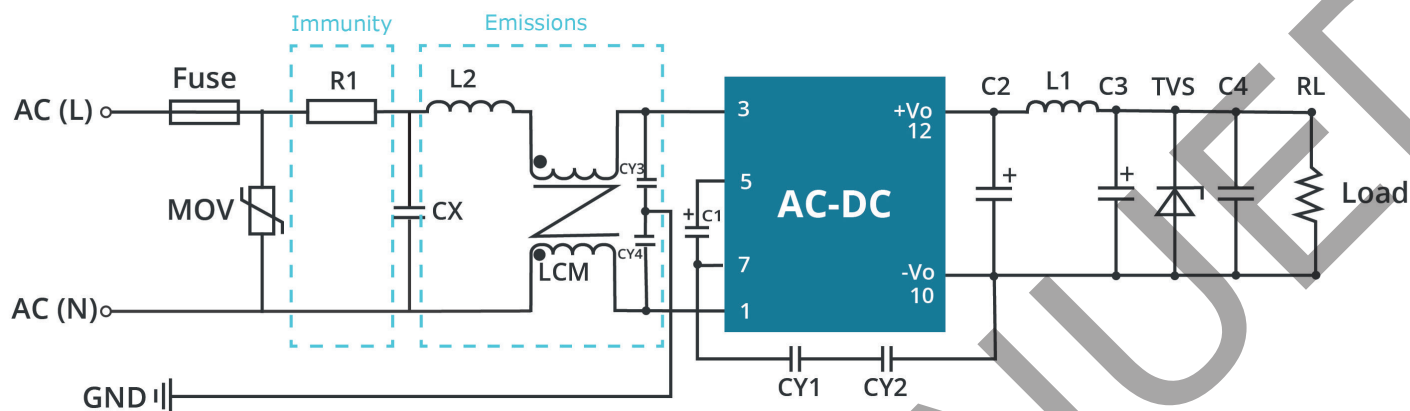 Immunity
Emissions
Fuse
R1
L2
AC (L)
MOV
CX
CY3
CY4
LCM
AC (N)
GND
3
5
7
1
C1
+
AC-DC
+Vo
12
-Vo
10
CY1
CY2
C2
+
L1
C3
+
TVS
C4
RL
Load